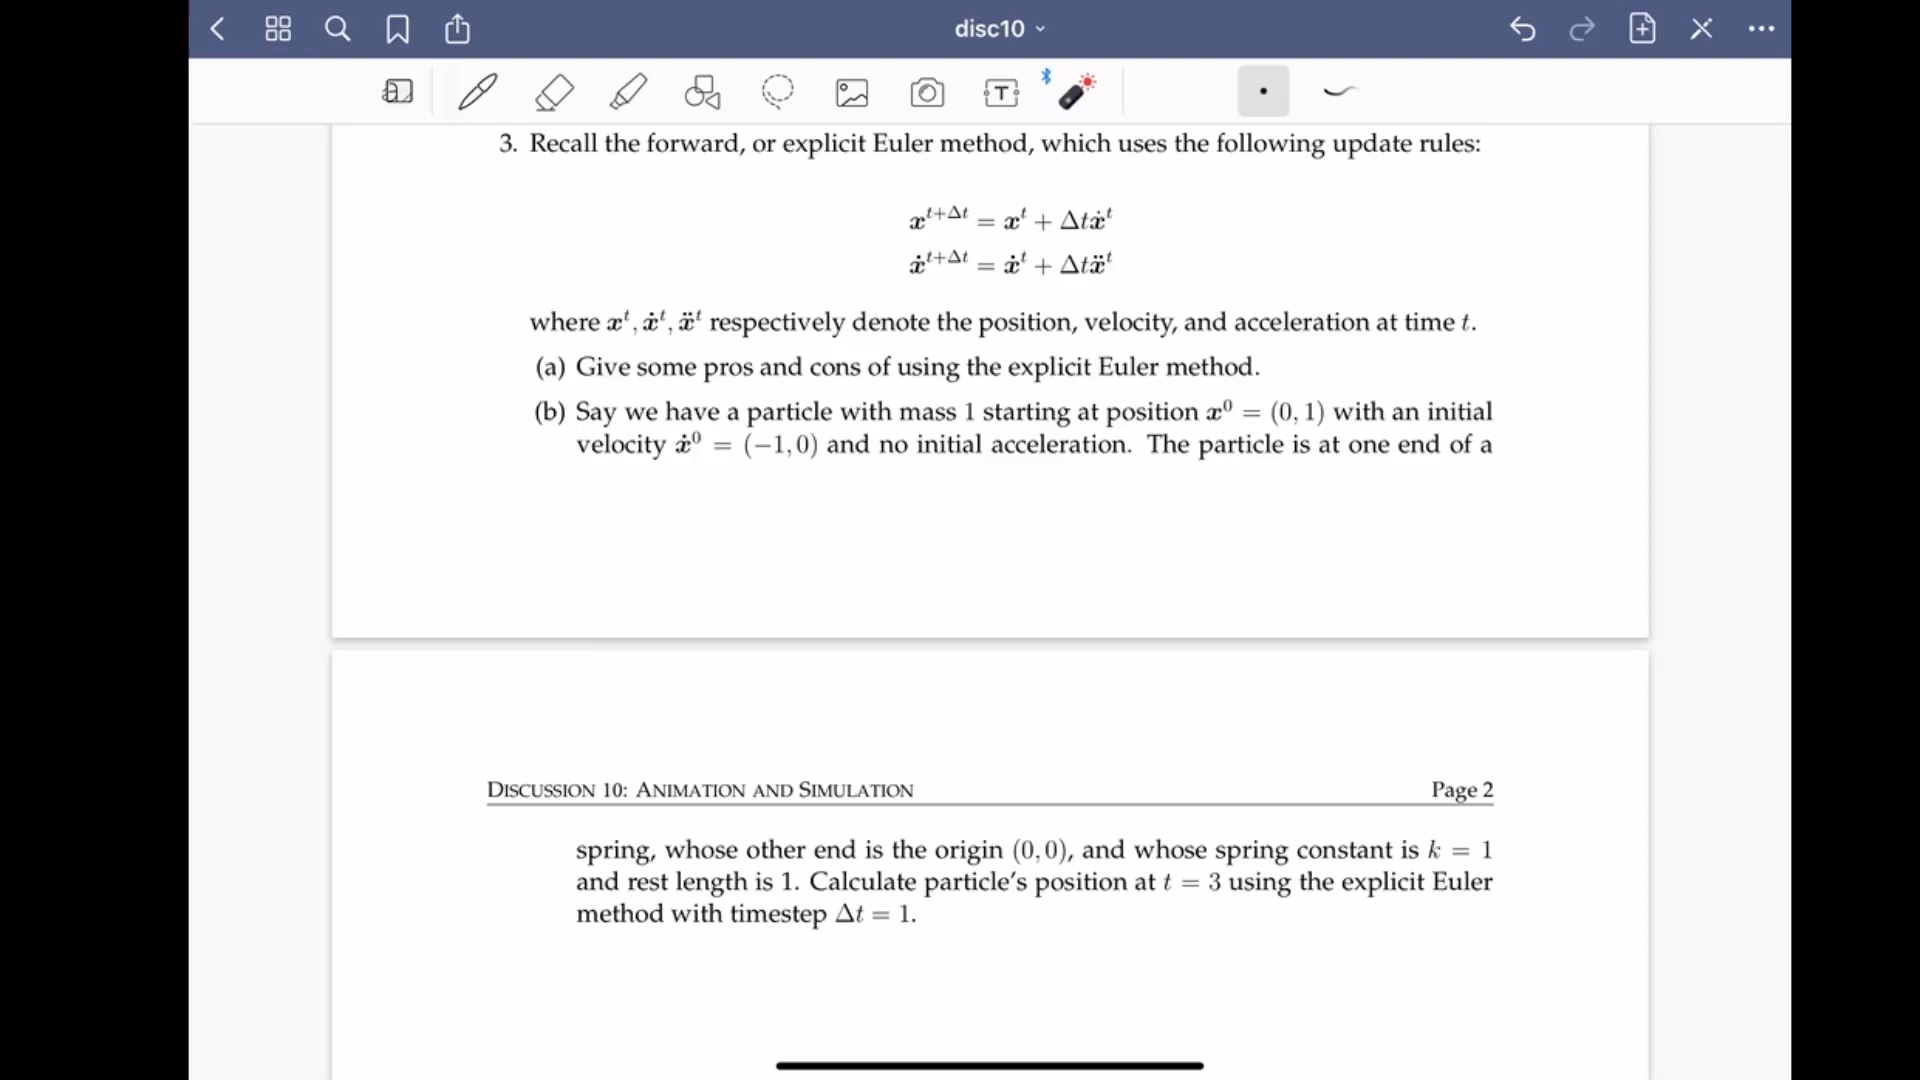 disc10
3. Recall the forward, or explicit Euler method, which uses the following update rules:
x^{t+Δt} = x^t + Δtẋ^t
ẋ^{t+Δt} = ẋ^t + Δtẍ^t
where x^t, ẋ^t, ẍ^t respectively denote the position, velocity, and acceleration at time t.
(a) Give some pros and cons of using the explicit Euler method.
(b) Say we have a particle with mass 1 starting at position x^0 = (0, 1) with an initial
velocity ẋ^0 = (−1, 0) and no initial acceleration. The particle is at one end of a
DISCUSSION 10: ANIMATION AND SIMULATION Page 2
spring, whose other end is the origin (0, 0), and whose spring constant is k = 1
and rest length is 1. Calculate particle's position at t = 3 using the explicit Euler
method with timestep Δt = 1.